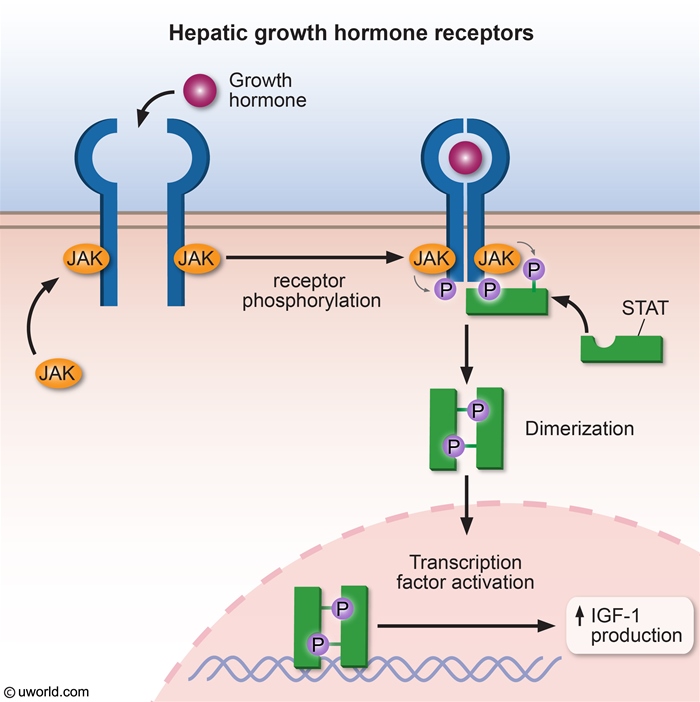 Hepatic growth hormone receptors
Growth
hormone
JAK
JAK
JAK
receptor
phosphorylation
JAK
JAK
P
P
P
STAT
P
P
Dimerization
Transcription
factor activation
P
P
IGF-1
production
© uworld.com